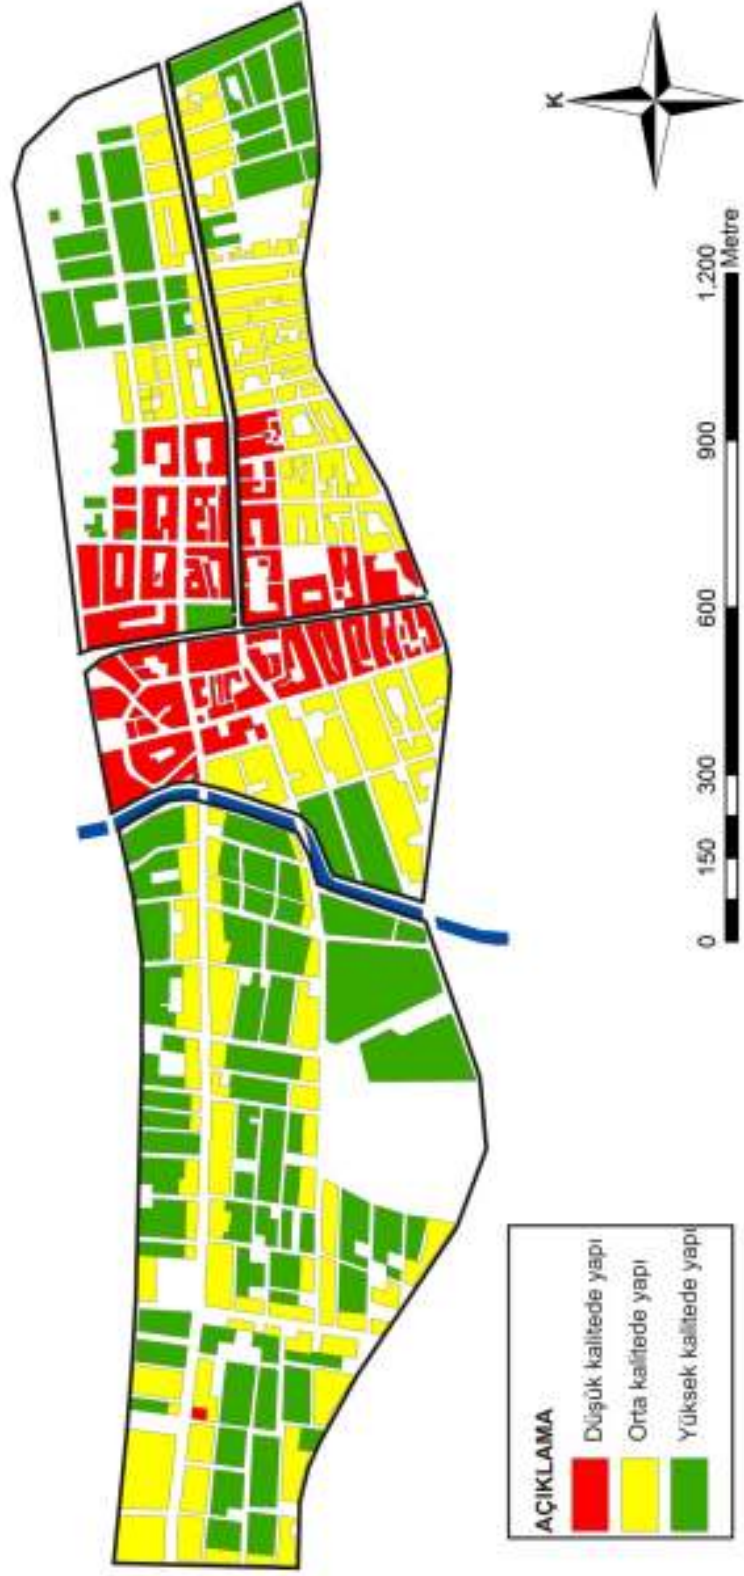 K
0 150 300 600 900 1.200
Metre
AÇIKLAMA
Düşük kalitede yapı
Orta kalitede yapı
Yüksek kalitede yapı